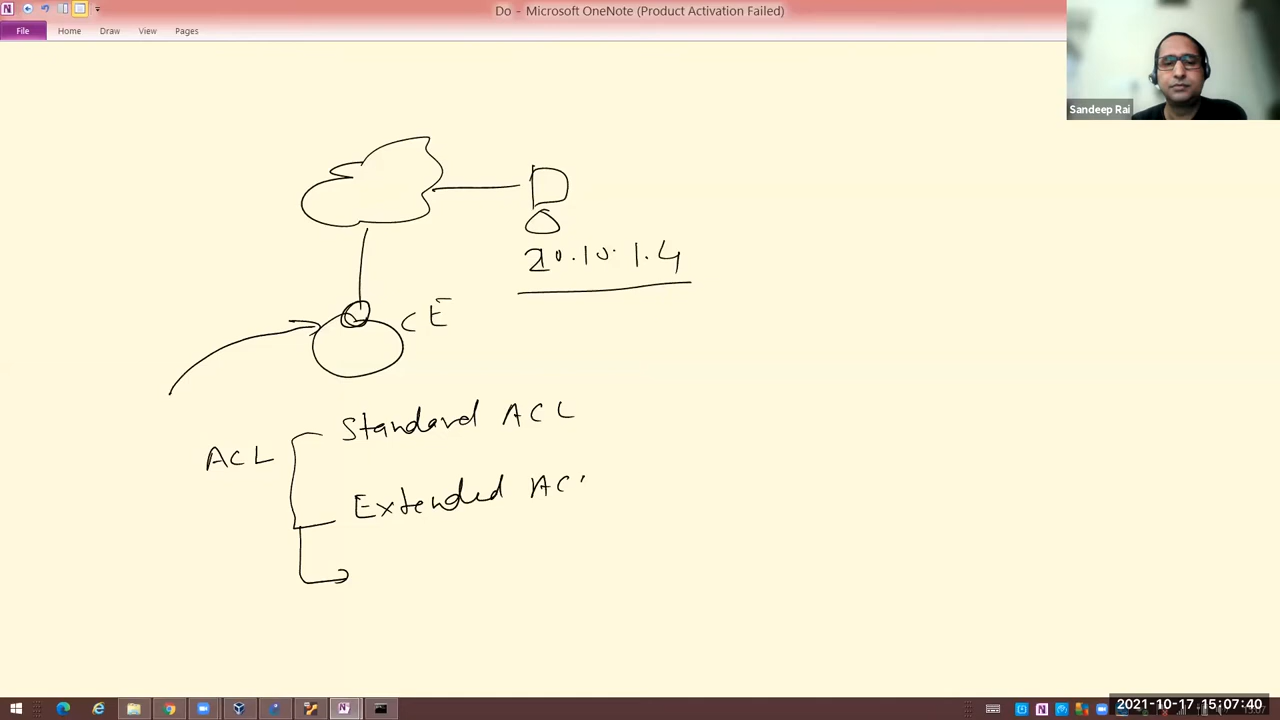 Do - Microsoft OneNote (Product Activation Failed)
File Home Draw View Pages
Sandeep Rai
20.10.1.4
CE
Standard ACL
ACL
Extended AC
2021-10-17 15:07:40